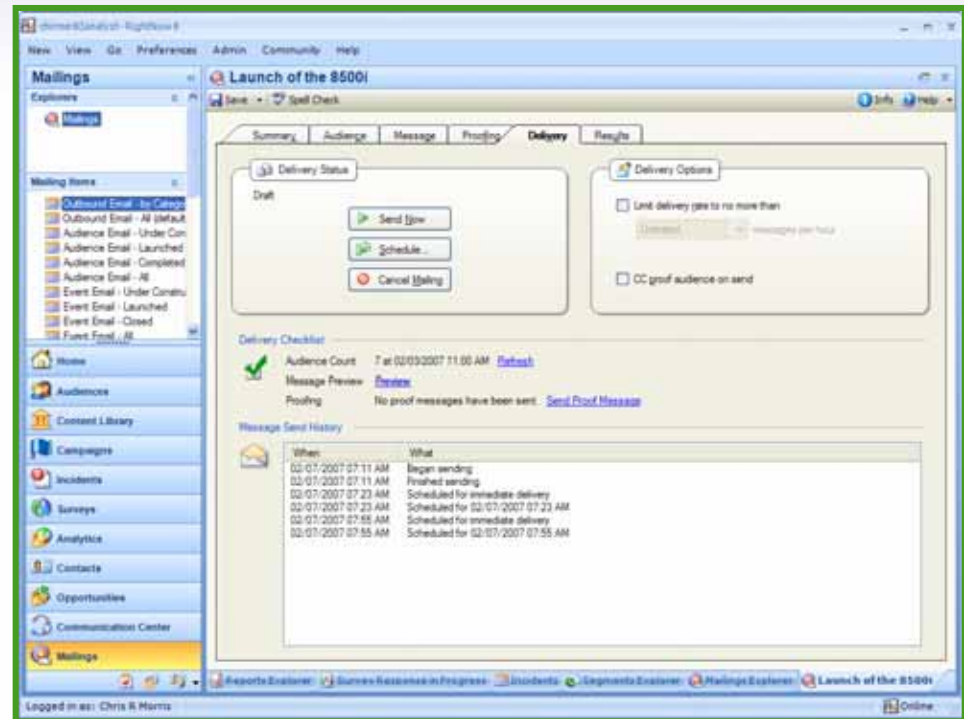 RightNow 8
New View Go Preferences Admin Community Help
Mailings
Launch of the 8500i
Explorers
Save Spell Check
Info Help
Mailings
Summary Audience Message Proofing Delivery Results
Mailing Items
Outbound Email - by Catego
Outbound Email - All (default
Audience Email - Under Con
Audience Email - Launched
Audience Email - Completed
Audience Email - All
Event Email - Under Constru
Event Email - Launched
Event Email - Closed
Event Email - All
Delivery Status
Draft
Send Now
Schedule...
Cancel Mailing
Delivery Options
Limit delivery rate to no more than
Unlimited messages per hour
CC proof audience on send
Delivery Checklist
Audience Count 7 at 02/03/2007 11:00 AM Refresh
Message Preview Preview
Proofing No proof messages have been sent. Send Proof Message
Message Send History
When What
02/07/2007 07:11 AM Began sending
02/07/2007 07:11 AM Finished sending
02/07/2007 07:23 AM Scheduled for immediate delivery
02/07/2007 07:23 AM Scheduled for 02/07/2007 07:23 AM
02/07/2007 07:55 AM Scheduled for immediate delivery
02/07/2007 07:55 AM Scheduled for 02/07/2007 07:55 AM
Home
Audiences
Content Library
Campaigns
Incidents
Surveys
Analytics
Contacts
Opportunities
Communication Center
Mailings
Reports Explorer Survey Response in Progress Incidents Segments Explorer Mailings Explorer Launch of the 8500i
Logged in as: Chris R Morris
Online